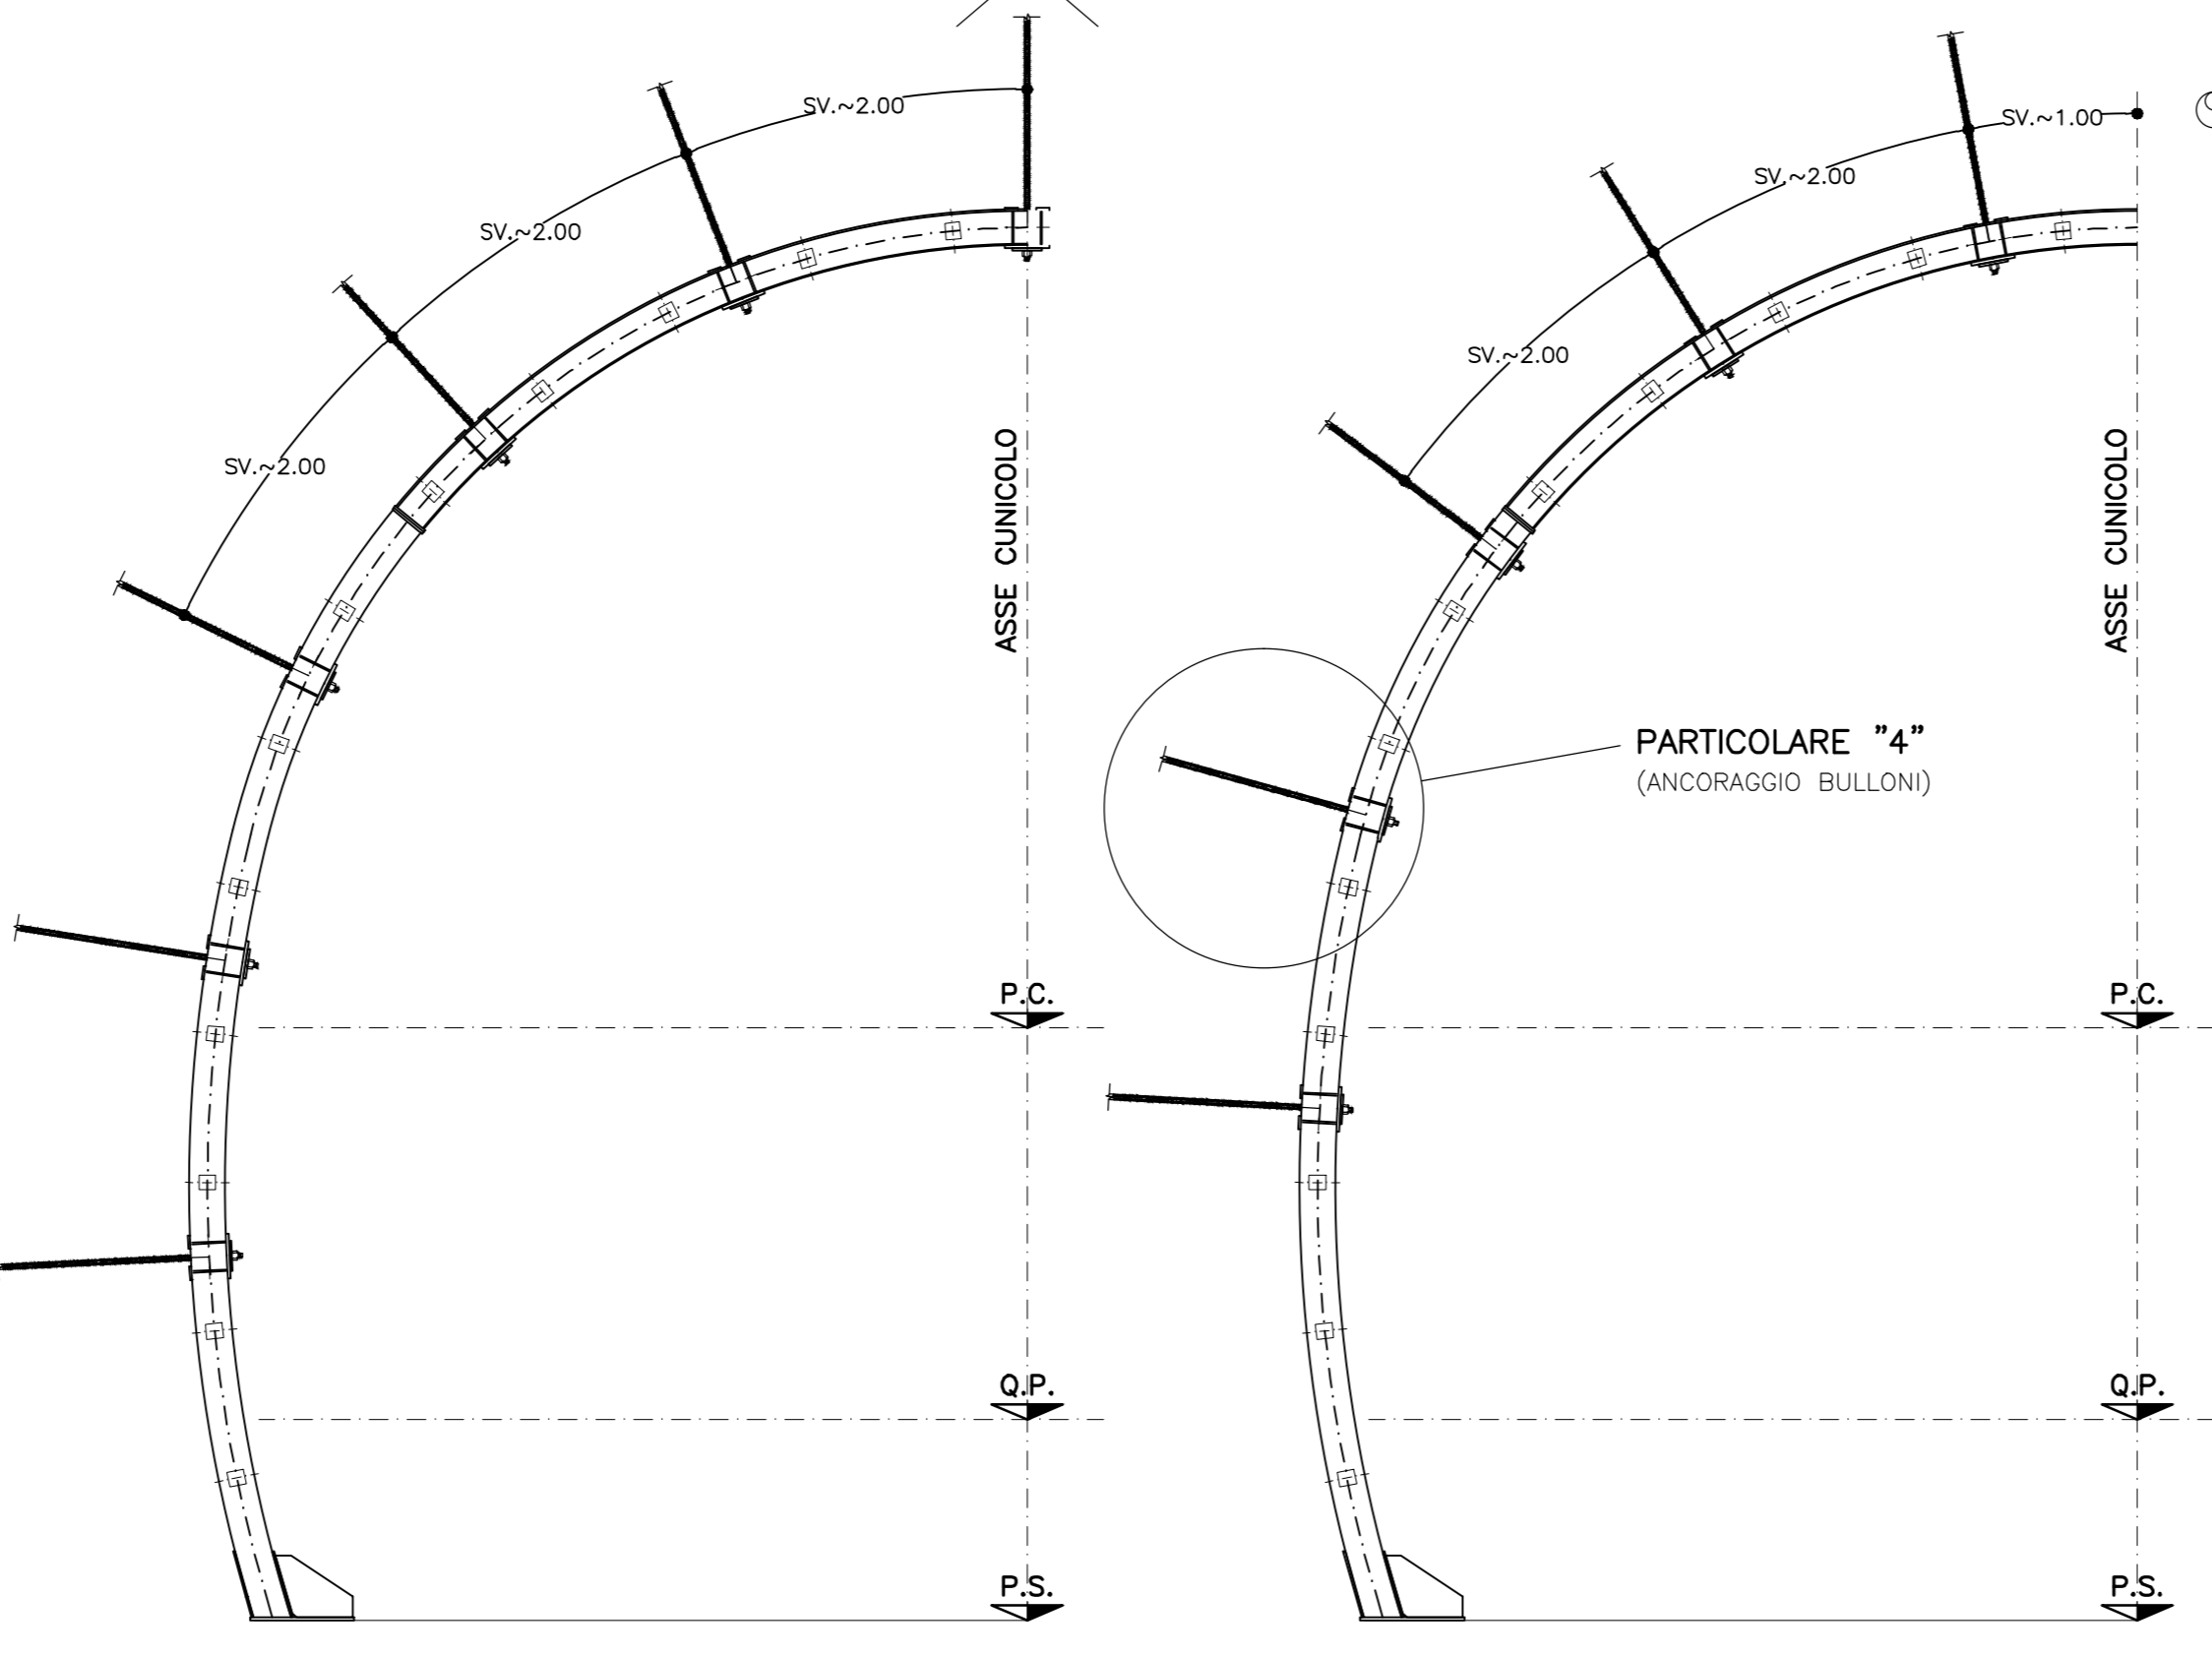 SV.~2.00
SV.~2.00
SV.~2.00
ASSE CUNICOLO
P.C.
Q.P.
P.S.
SV.~1.00
SV.~2.00
SV.~2.00
ASSE CUNICOLO
PARTICOLARE ”4”
(ANCORAGGIO BULLONI)
P.C.
Q.P.
P.S.